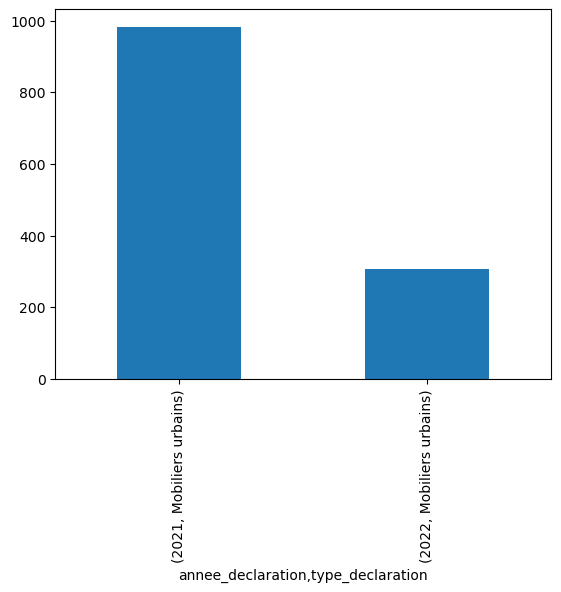 1000
800
600
400
200
0
(2021, Mobiliers urbains)
(2022, Mobiliers urbains)
annee_declaration,type_declaration